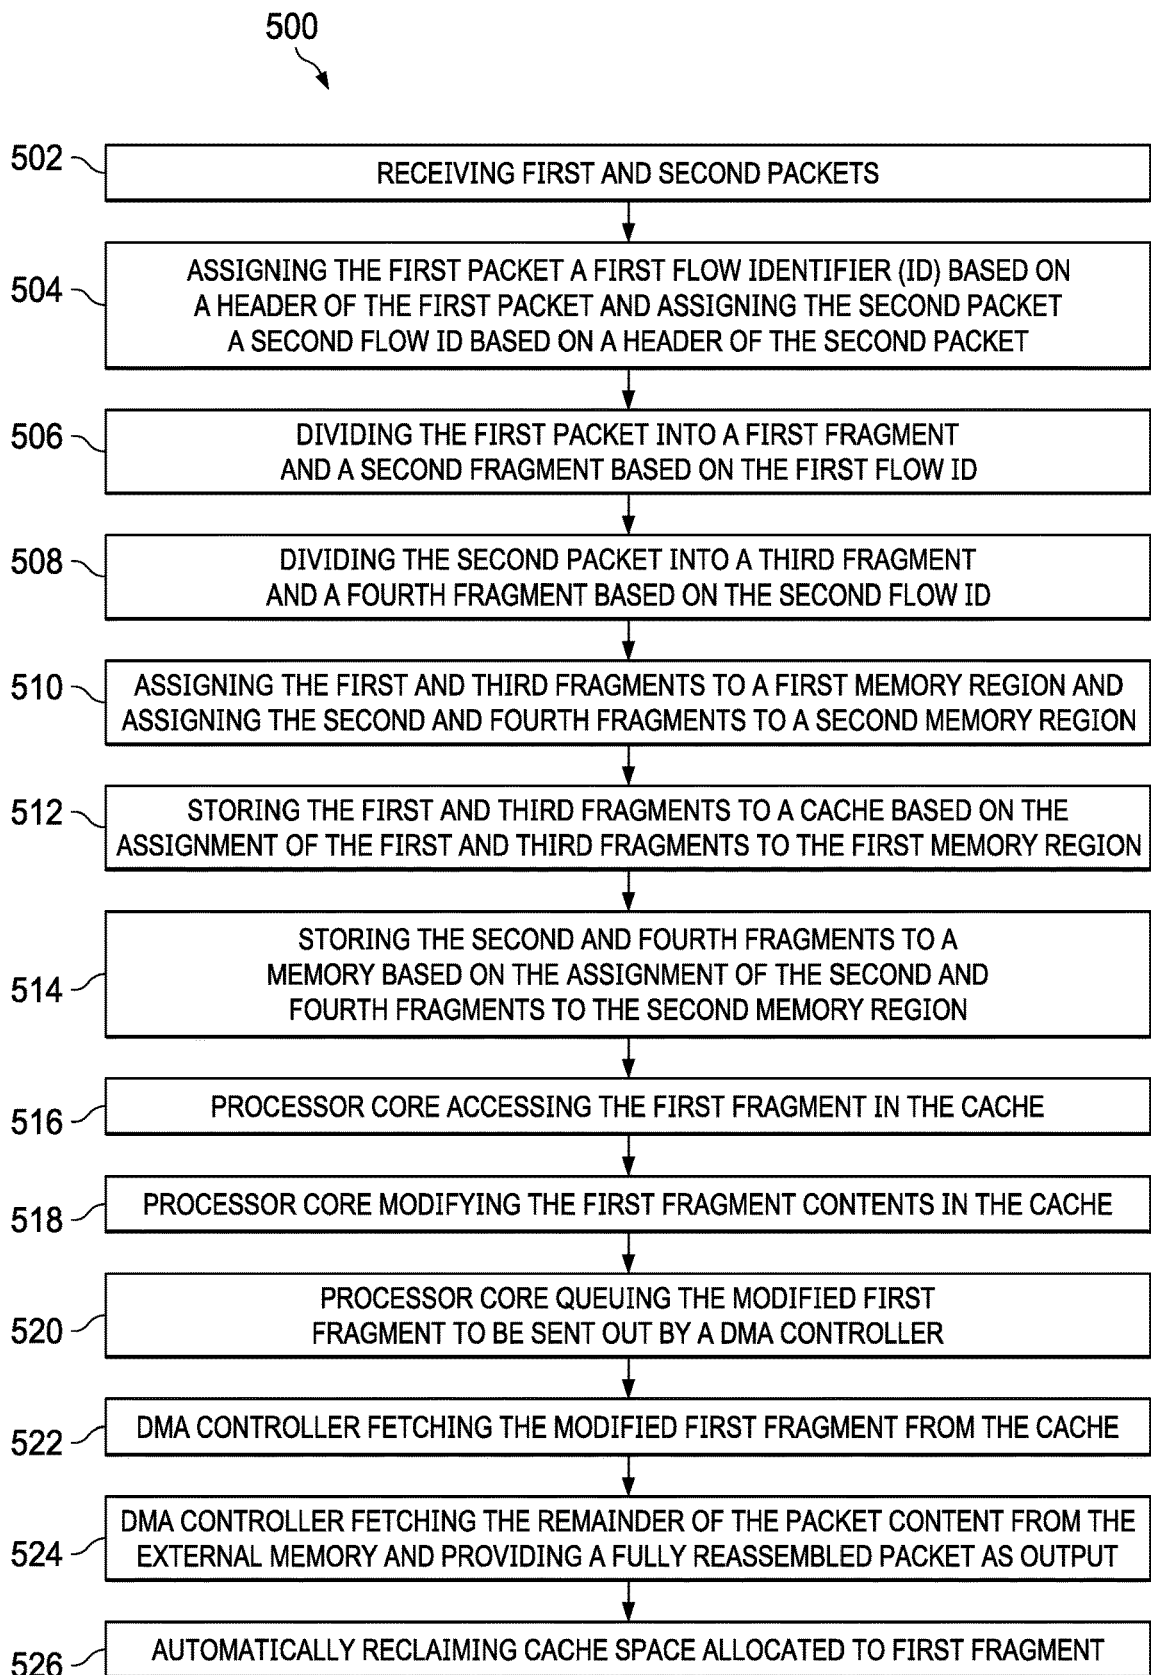 500
502
RECEIVING FIRST AND SECOND PACKETS
504
ASSIGNING THE FIRST PACKET A FIRST FLOW IDENTIFIER (ID) BASED ON
A HEADER OF THE FIRST PACKET AND ASSIGNING THE SECOND PACKET
A SECOND FLOW ID BASED ON A HEADER OF THE SECOND PACKET
506
DIVIDING THE FIRST PACKET INTO A FIRST FRAGMENT
AND A SECOND FRAGMENT BASED ON THE FIRST FLOW ID
508
DIVIDING THE SECOND PACKET INTO A THIRD FRAGMENT
AND A FOURTH FRAGMENT BASED ON THE SECOND FLOW ID
510
ASSIGNING THE FIRST AND THIRD FRAGMENTS TO A FIRST MEMORY REGION AND
ASSIGNING THE SECOND AND FOURTH FRAGMENTS TO A SECOND MEMORY REGION
512
STORING THE FIRST AND THIRD FRAGMENTS TO A CACHE BASED ON THE
ASSIGNMENT OF THE FIRST AND THIRD FRAGMENTS TO THE FIRST MEMORY REGION
514
STORING THE SECOND AND FOURTH FRAGMENTS TO A
MEMORY BASED ON THE ASSIGNMENT OF THE SECOND AND
FOURTH FRAGMENTS TO THE SECOND MEMORY REGION
516
PROCESSOR CORE ACCESSING THE FIRST FRAGMENT IN THE CACHE
518
PROCESSOR CORE MODIFYING THE FIRST FRAGMENT CONTENTS IN THE CACHE
520
PROCESSOR CORE QUEUING THE MODIFIED FIRST
FRAGMENT TO BE SENT OUT BY A DMA CONTROLLER
522
DMA CONTROLLER FETCHING THE MODIFIED FIRST FRAGMENT FROM THE CACHE
524
DMA CONTROLLER FETCHING THE REMAINDER OF THE PACKET CONTENT FROM THE
EXTERNAL MEMORY AND PROVIDING A FULLY REASSEMBLED PACKET AS OUTPUT
526
AUTOMATICALLY RECLAIMING CACHE SPACE ALLOCATED TO FIRST FRAGMENT